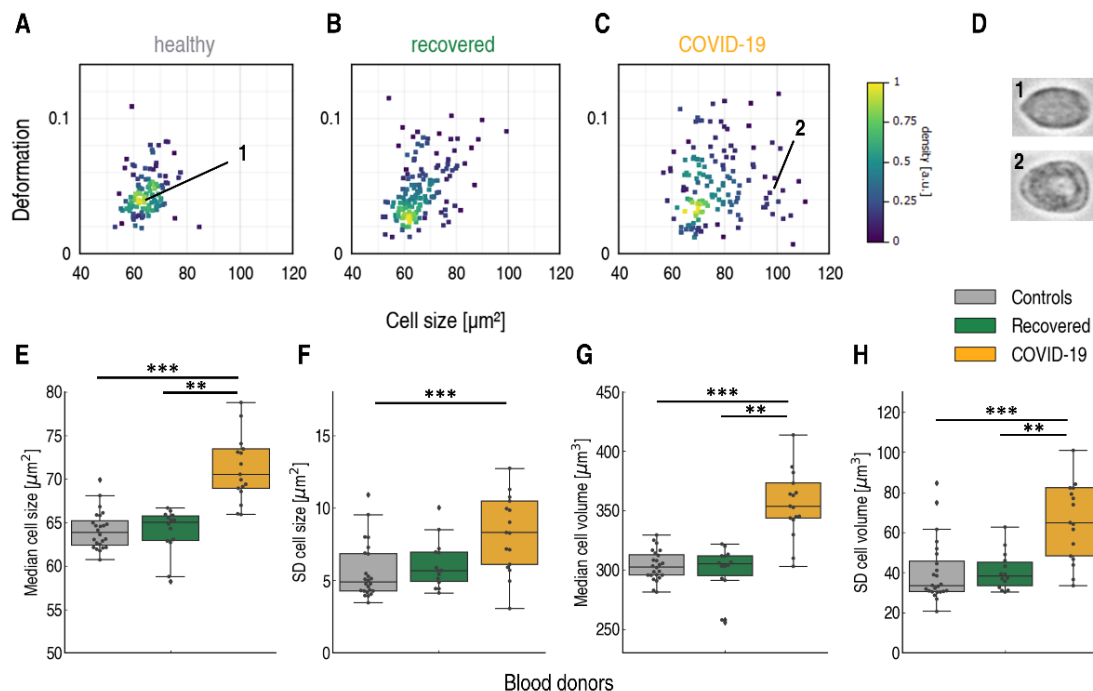 A
healthy
B
recovered
C
COVID-19
D
Deformation
0.1
0
40
60
80
100
120
1
0.1
0
40
60
80
100
120
0.1
0
40
60
80
100
120
2
1
0.75
0.5
0.25
0
density [a.u.]
1
2
Cell size [µm²]
Controls
Recovered
COVID-19
E
Median cell size [µm²]
80
75
70
65
60
55
50
***
**
F
SD cell size [µm²]
15
10
5
0
***
G
Median cell volume [µm³]
450
400
350
300
250
***
**
H
SD cell volume [µm³]
120
100
80
60
40
20
0
***
**
Blood donors